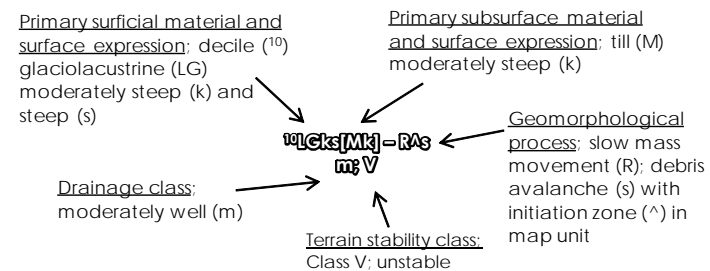 Primary surficial material and
surface expression; decile (¹⁰)
glaciolacustrine (LG)
moderately steep (k) and
steep (s)
Primary subsurface material
and surface expression; till (M)
moderately steep (k)
¹⁰LGks[Mk] – R^s
m; V
Geomorphological
process; slow mass
movement (R); debris
avalanche (s) with
initiation zone (^) in
map unit
Drainage class;
moderately well (m)
Terrain stability class;
Class V; unstable